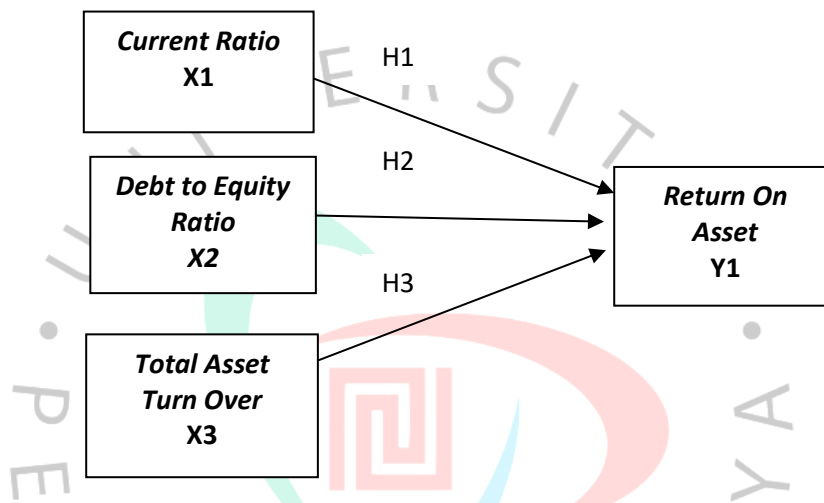 Current Ratio
X1
H1
H2
Debt to Equity
Ratio
X2
Return On
Asset
Y1
H3
Total Asset
Turn Over
X3